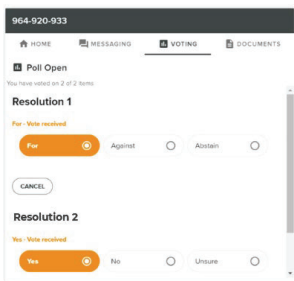 964-920-933
HOME MESSAGING VOTING DOCUMENTS
Poll Open
You have voted on 2 of 2 items
Resolution 1
For - Vote received
For Against Abstain
CANCEL
Resolution 2
Yes - Vote received
Yes No Unsure